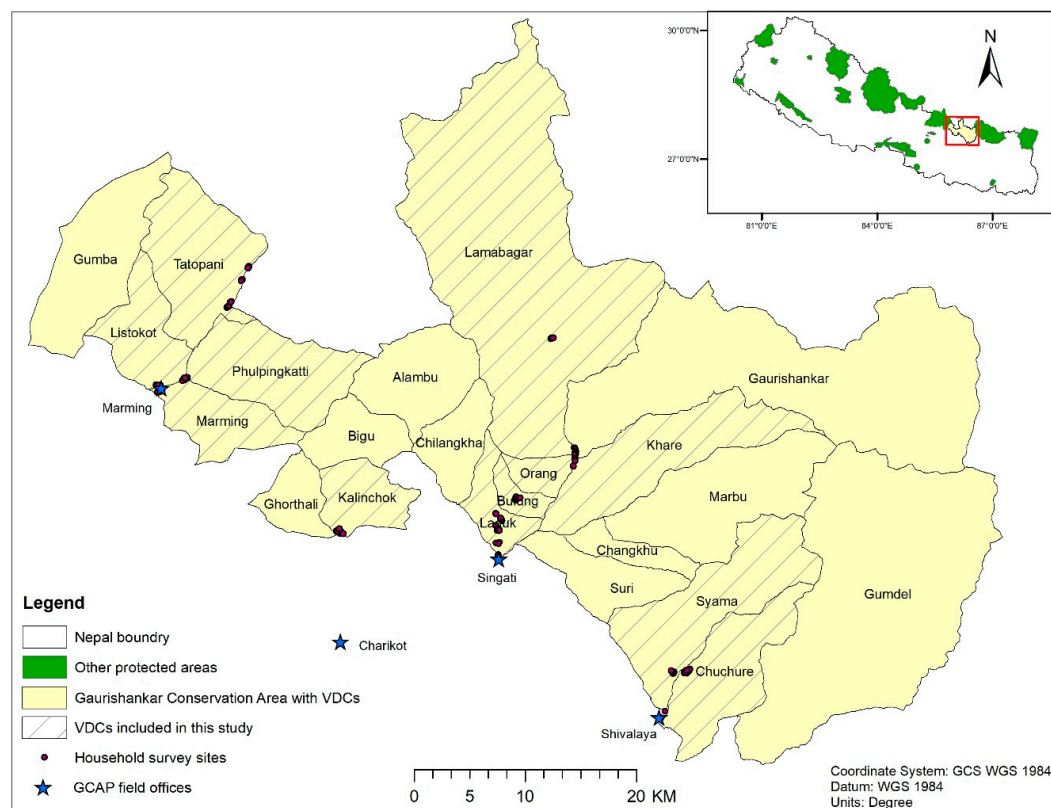 30°0'0"N
27°0'0"N
81°0'0"E
84°0'0"E
87°0'0"E
N
Lamabagar
Gumba
Tatopani
Listokot
Phulpingkatti
Alambu
Gaurishankar
Marming
Marming
Bigu
Chilangkha
Khare
Orang
Ghorthali
Kalinchok
Bulung
Marbu
Laduk
Changkhu
Singati
Suri
Syama
Gumdel
Chuchure
Shivalaya
Legend
Nepal boundry
Charikot
Other protected areas
Gaurishankar Conservation Area with VDCs
VDCs included in this study
Household survey sites
GCAP field offices
0 5 10 20 KM
Coordinate System: GCS WGS 1984
Datum: WGS 1984
Units: Degree